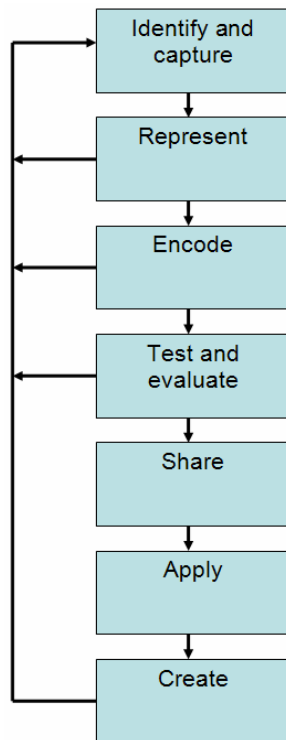 Identify and
capture
Represent
Encode
Test and
evaluate
Share
Apply
Create